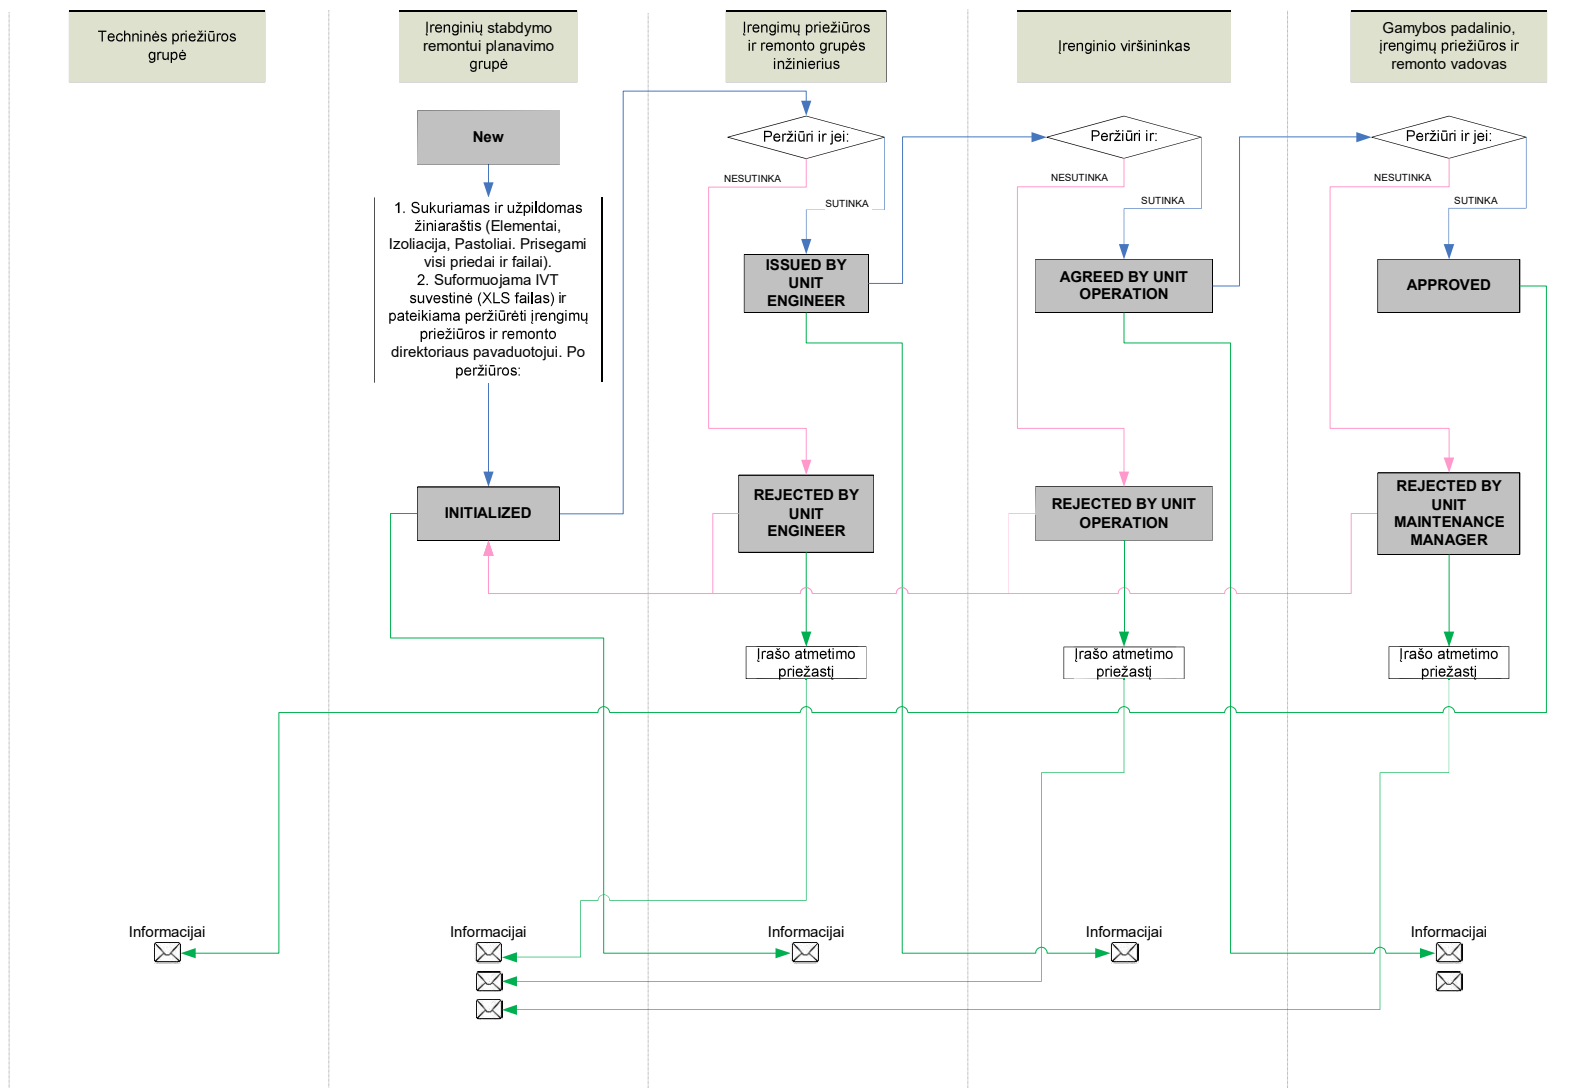 Techninės priežiūros
grupė
Įrenginių stabdymo
remontui planavimo
grupė
Įrengimų priežiūros
ir remonto grupės
inžinierius
Įrenginio viršininkas
Gamybos padalinio,
įrengimų priežiūros ir
remonto vadovas
New
Peržiūri ir jei:
Peržiūri ir:
Peržiūri ir jei:
NESUTINKA
NESUTINKA
NESUTINKA
SUTINKA
SUTINKA
SUTINKA
1. Sukuriamas ir užpildomas
žiniaraštis (Elementai,
Izoliacija, Pastoliai. Prisegami
visi priedai ir failai).
2. Suformuojama IVT
suvestinė (XLS failas) ir
pateikiama peržiūrėti įrengimų
priežiūros ir remonto
direktoriaus pavaduotojui. Po
peržiūros:
ISSUED BY
UNIT
ENGINEER
AGREED BY UNIT
OPERATION
APPROVED
INITIALIZED
REJECTED BY
UNIT
ENGINEER
REJECTED BY UNIT
OPERATION
REJECTED BY
UNIT
MAINTENANCE
MANAGER
Įrašo atmetimo
priežastį
Įrašo atmetimo
priežastį
Įrašo atmetimo
priežastį
Informacijai
Informacijai
Informacijai
Informacijai
Informacijai